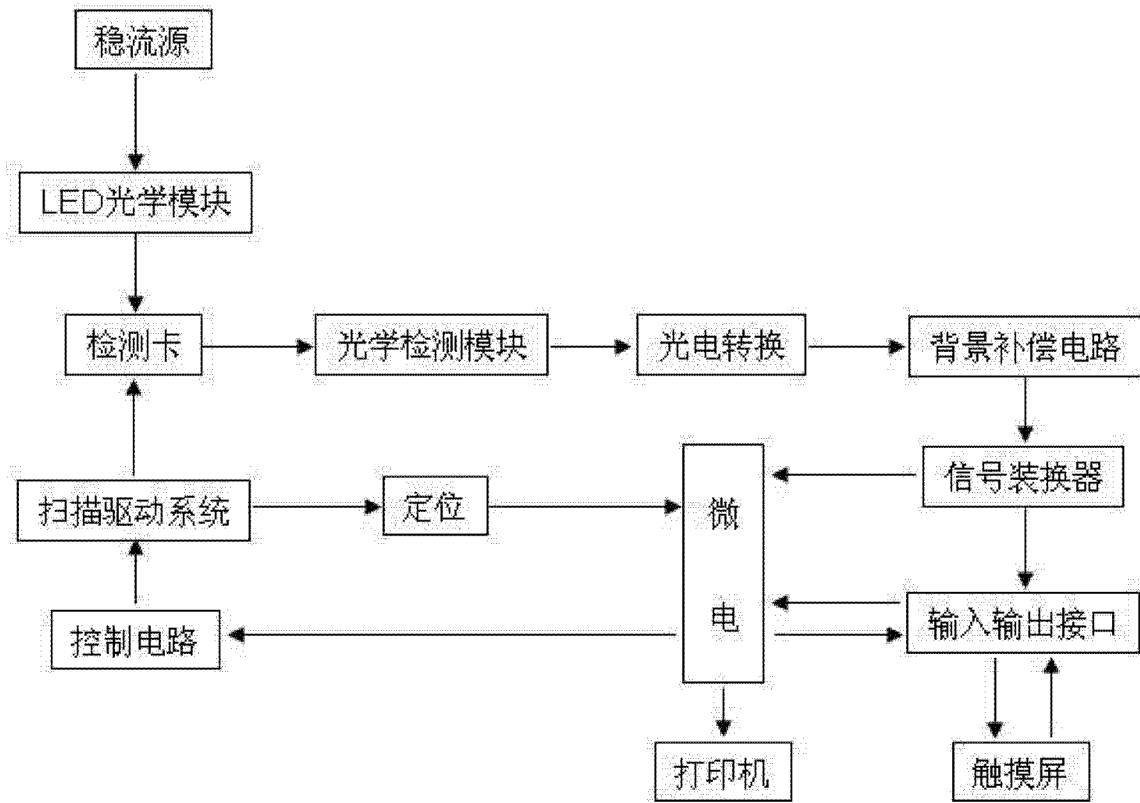 稳流源
LED光学模块
检测卡
光学检测模块
光电转换
背景补偿电路
扫描驱动系统
定位
微
电
信号装换器
控制电路
输入输出接口
打印机
触摸屏